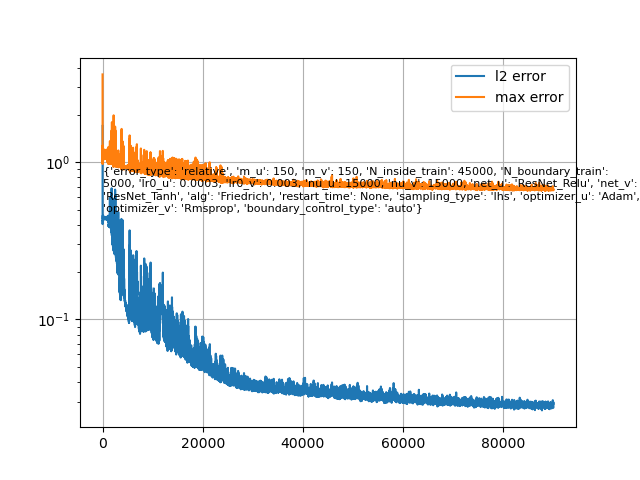 l2 error
max error
10⁰
{'error_type': 'relative', 'm_u': 150, 'm_v': 150, 'N_inside_train': 45000, 'N_boundary_train':
5000, 'lr0_u': 0.0003, 'lr0_v': 0.003, 'nu_u': 15000, 'nu_v': 15000, 'net_u': 'ResNet_Relu', 'net_v':
'ResNet_Tanh', 'alg': 'Friedrich', 'restart_time': None, 'sampling_type': 'lhs', 'optimizer_u': 'Adam',
'optimizer_v': 'Rmsprop', 'boundary_control_type': 'auto'}
10⁻¹
0 20000 40000 60000 80000